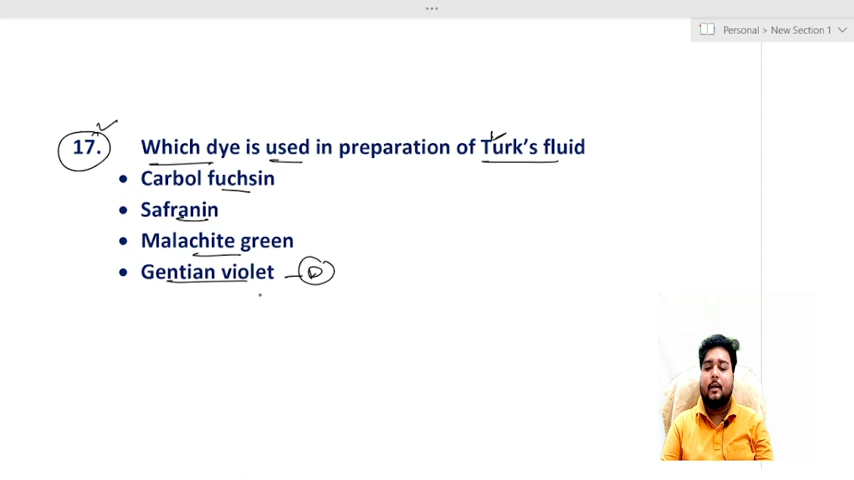 Personal > New Section 1
17. Which dye is used in preparation of Turk's fluid
• Carbol fuchsin
• Safranin
• Malachite green
• Gentian violet – D